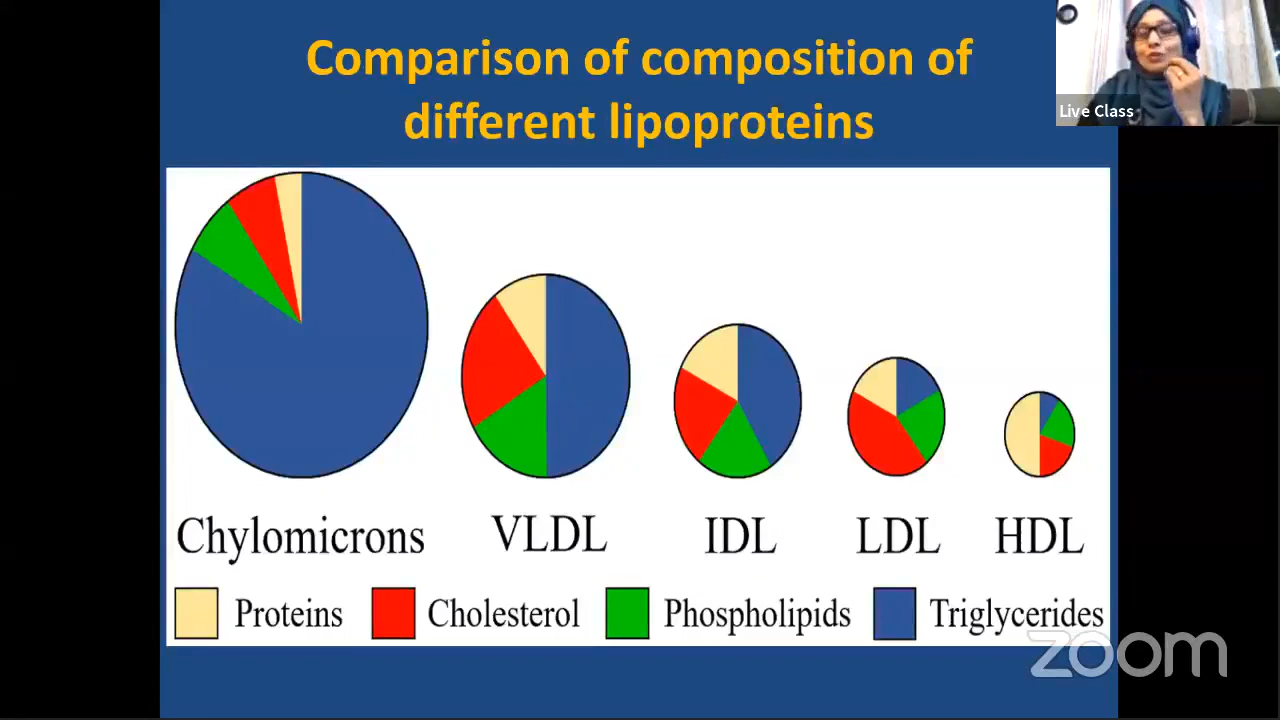 Comparison of composition of
different lipoproteins
Live Class
Chylomicrons VLDL IDL LDL HDL
Proteins Cholesterol Phospholipids Triglycerides
zoom